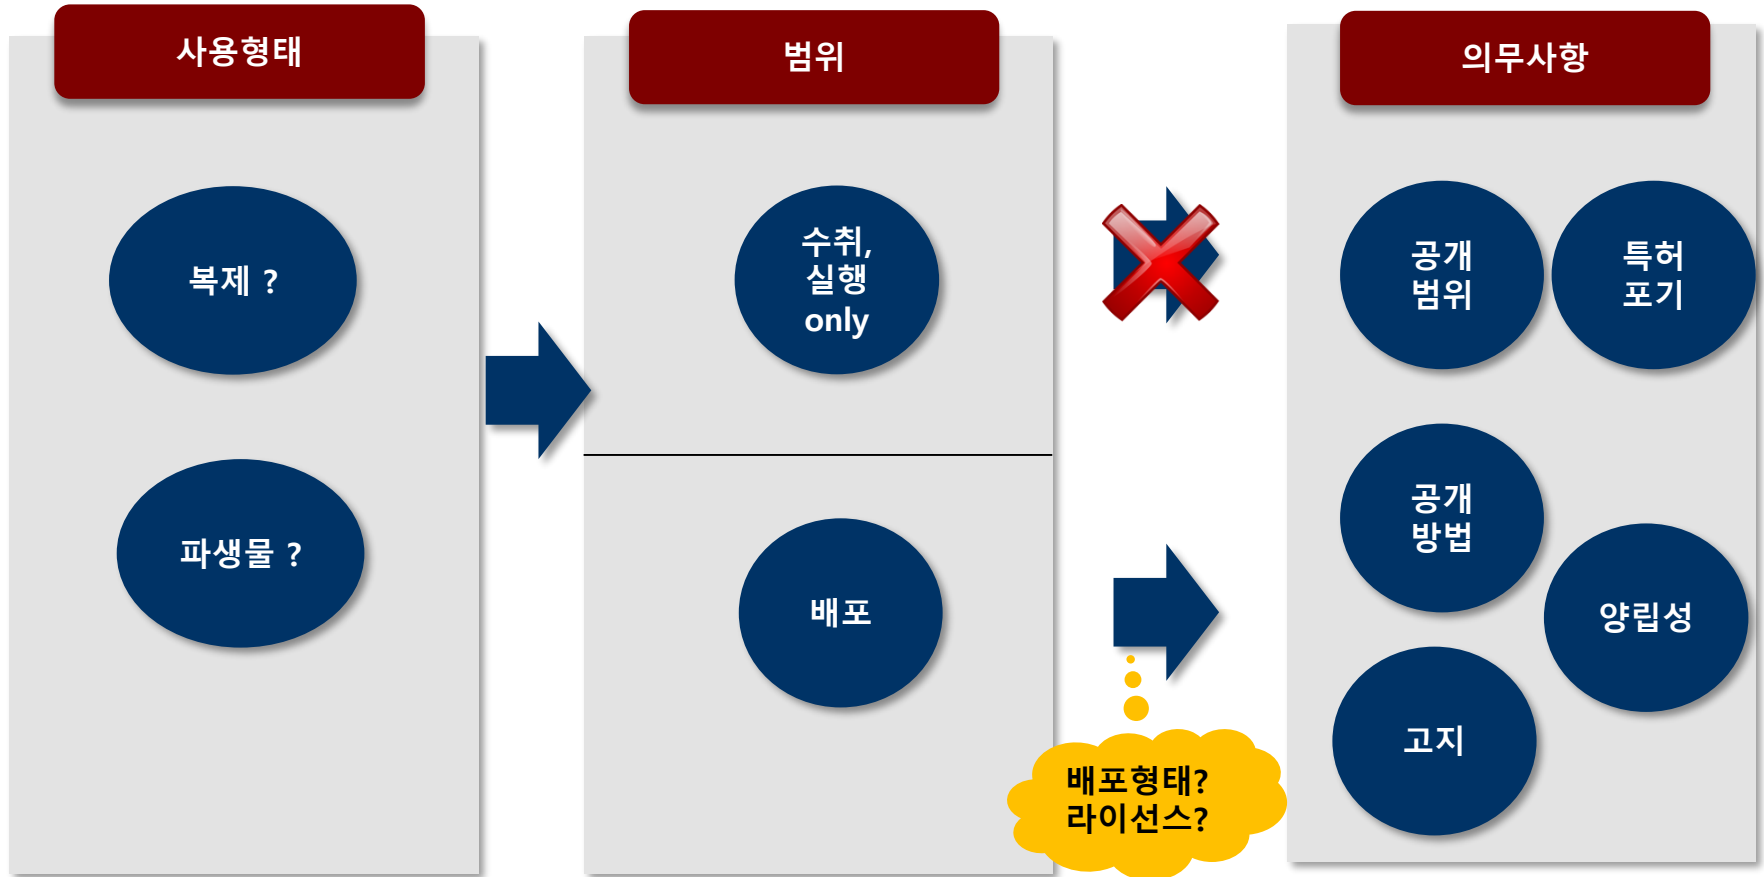 사용형태
복제 ?
파생물 ?
범위
수취,
실행
only
배포
배포형태?
라이선스?
의무사항
공개
범위
특허
포기
공개
방법
양립성
고지